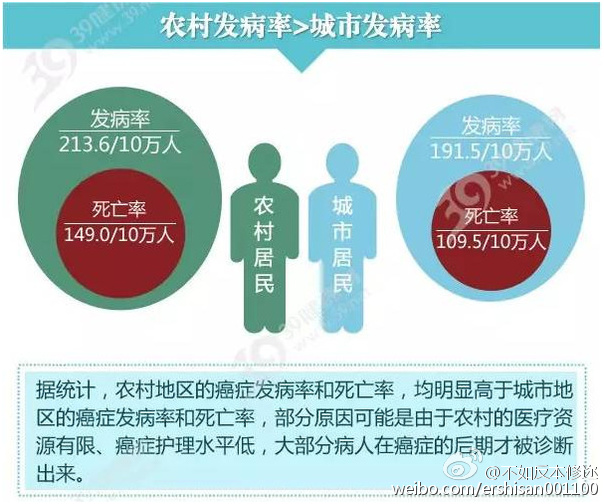 农村发病率>城市发病率
发病率
213.6/10万人
死亡率
149.0/10万人
农村居民
城市居民
发病率
191.5/10万人
死亡率
109.5/10万人
据统计，农村地区的癌症发病率和死亡率，均明显高于城市地
区的癌症发病率和死亡率，部分原因可能是由于农村的医疗资
源有限、癌症护理水平低，大部分病人在癌症的后期才被诊断
出来。
weibo.com/ershisan001100